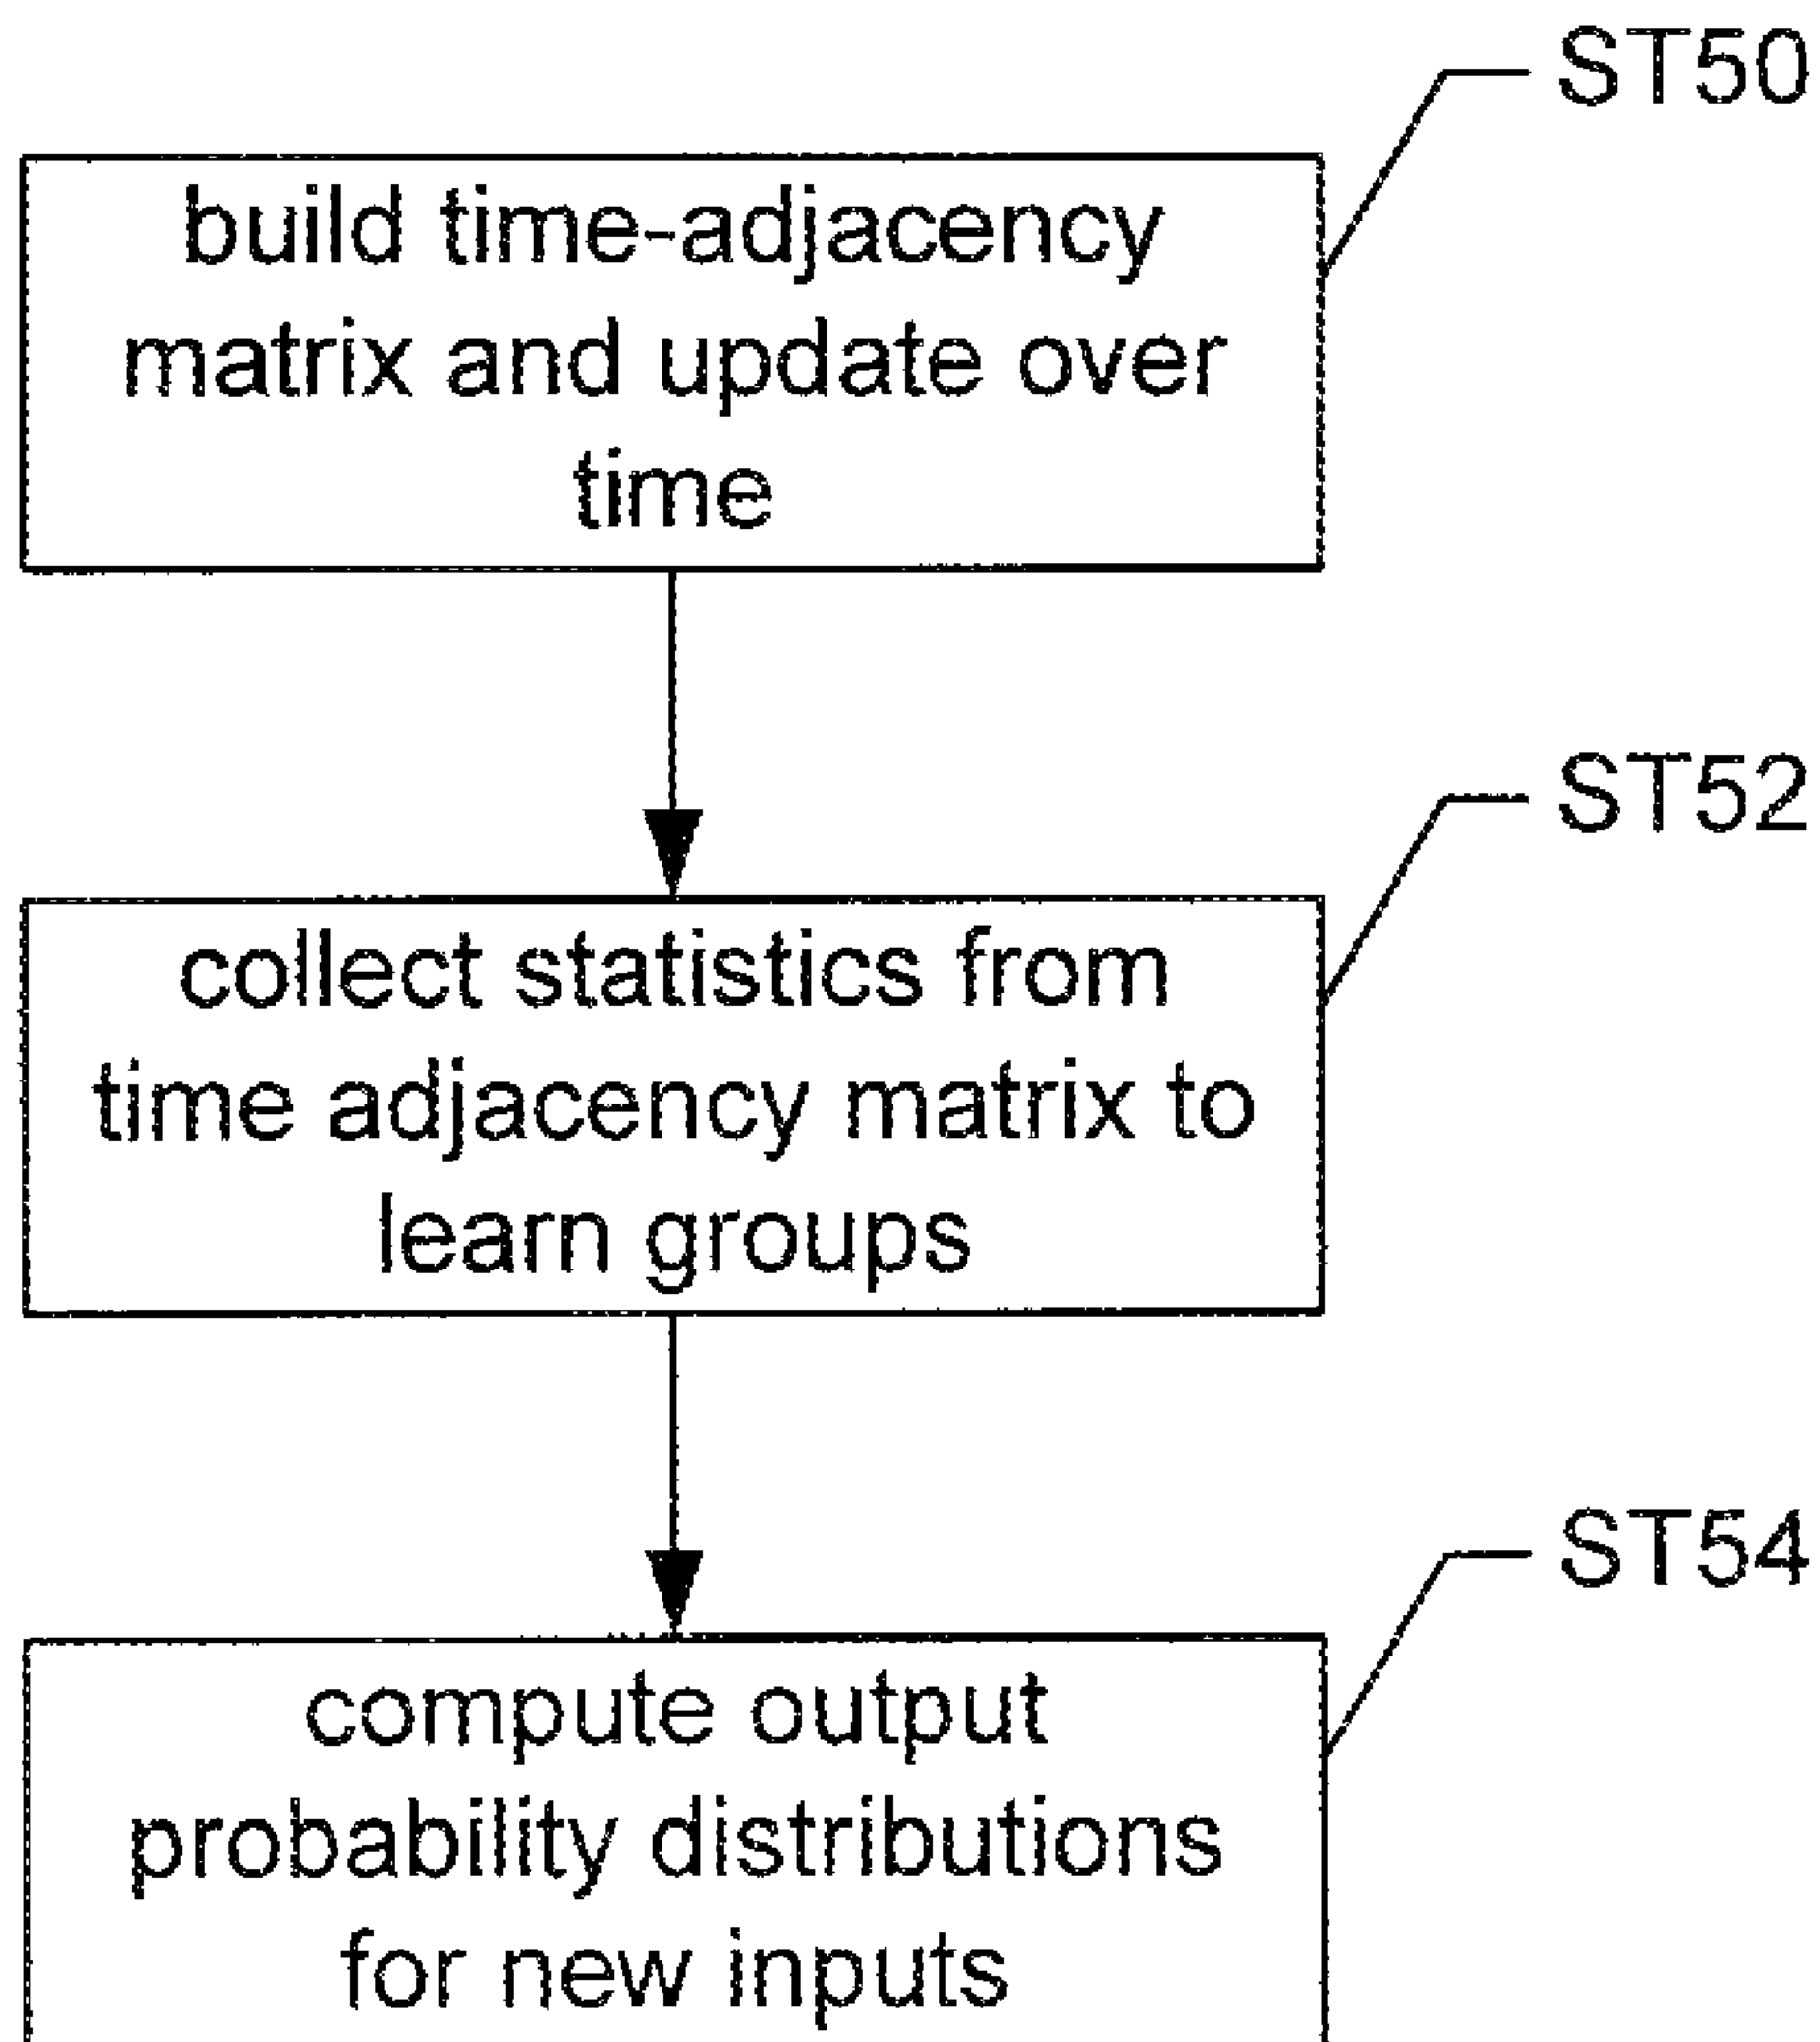 ST50
build time-adjacency
matrix and update over
time
ST52
collect statistics from
time adjacency matrix to
learn groups
ST54
compute output
probability distributions
for new inputs